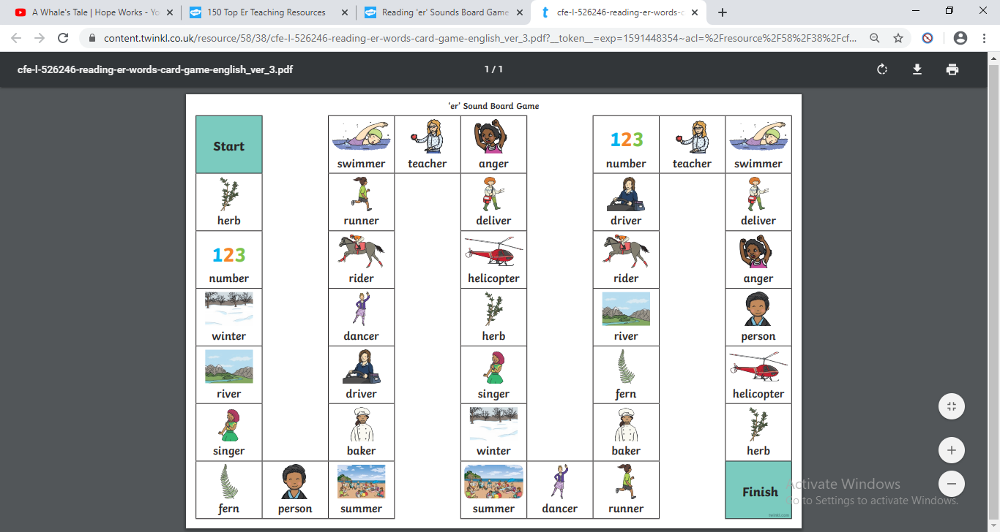 A Whale's Tale | Hope Works - Yo
150 Top Er Teaching Resources
Reading 'er' Sounds Board Game
cfe-l-526246-reading-er-words-c
content.twinkl.co.uk/resource/58/38/cfe-l-526246-reading-er-words-card-game-english_ver_3.pdf?__token__=exp=1591448354~acl=%2Fresource%2F58%2F38%2Fcf...
cfe-l-526246-reading-er-words-card-game-english_ver_3.pdf
1 / 1
'er' Sound Board Game
Start
swimmer teacher anger
123
number teacher swimmer
herb runner deliver driver deliver
123
number rider helicopter rider anger
winter dancer herb river person
river driver singer fern helicopter
singer baker winter baker herb
fern person summer summer dancer runner
Finish
twinkl.com
Activate Windows
Go to Settings to activate Windows.